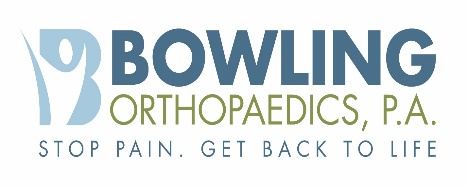 BOWLING
ORTHOPAEDICS, P.A.
STOP PAIN. GET BACK TO LIFE